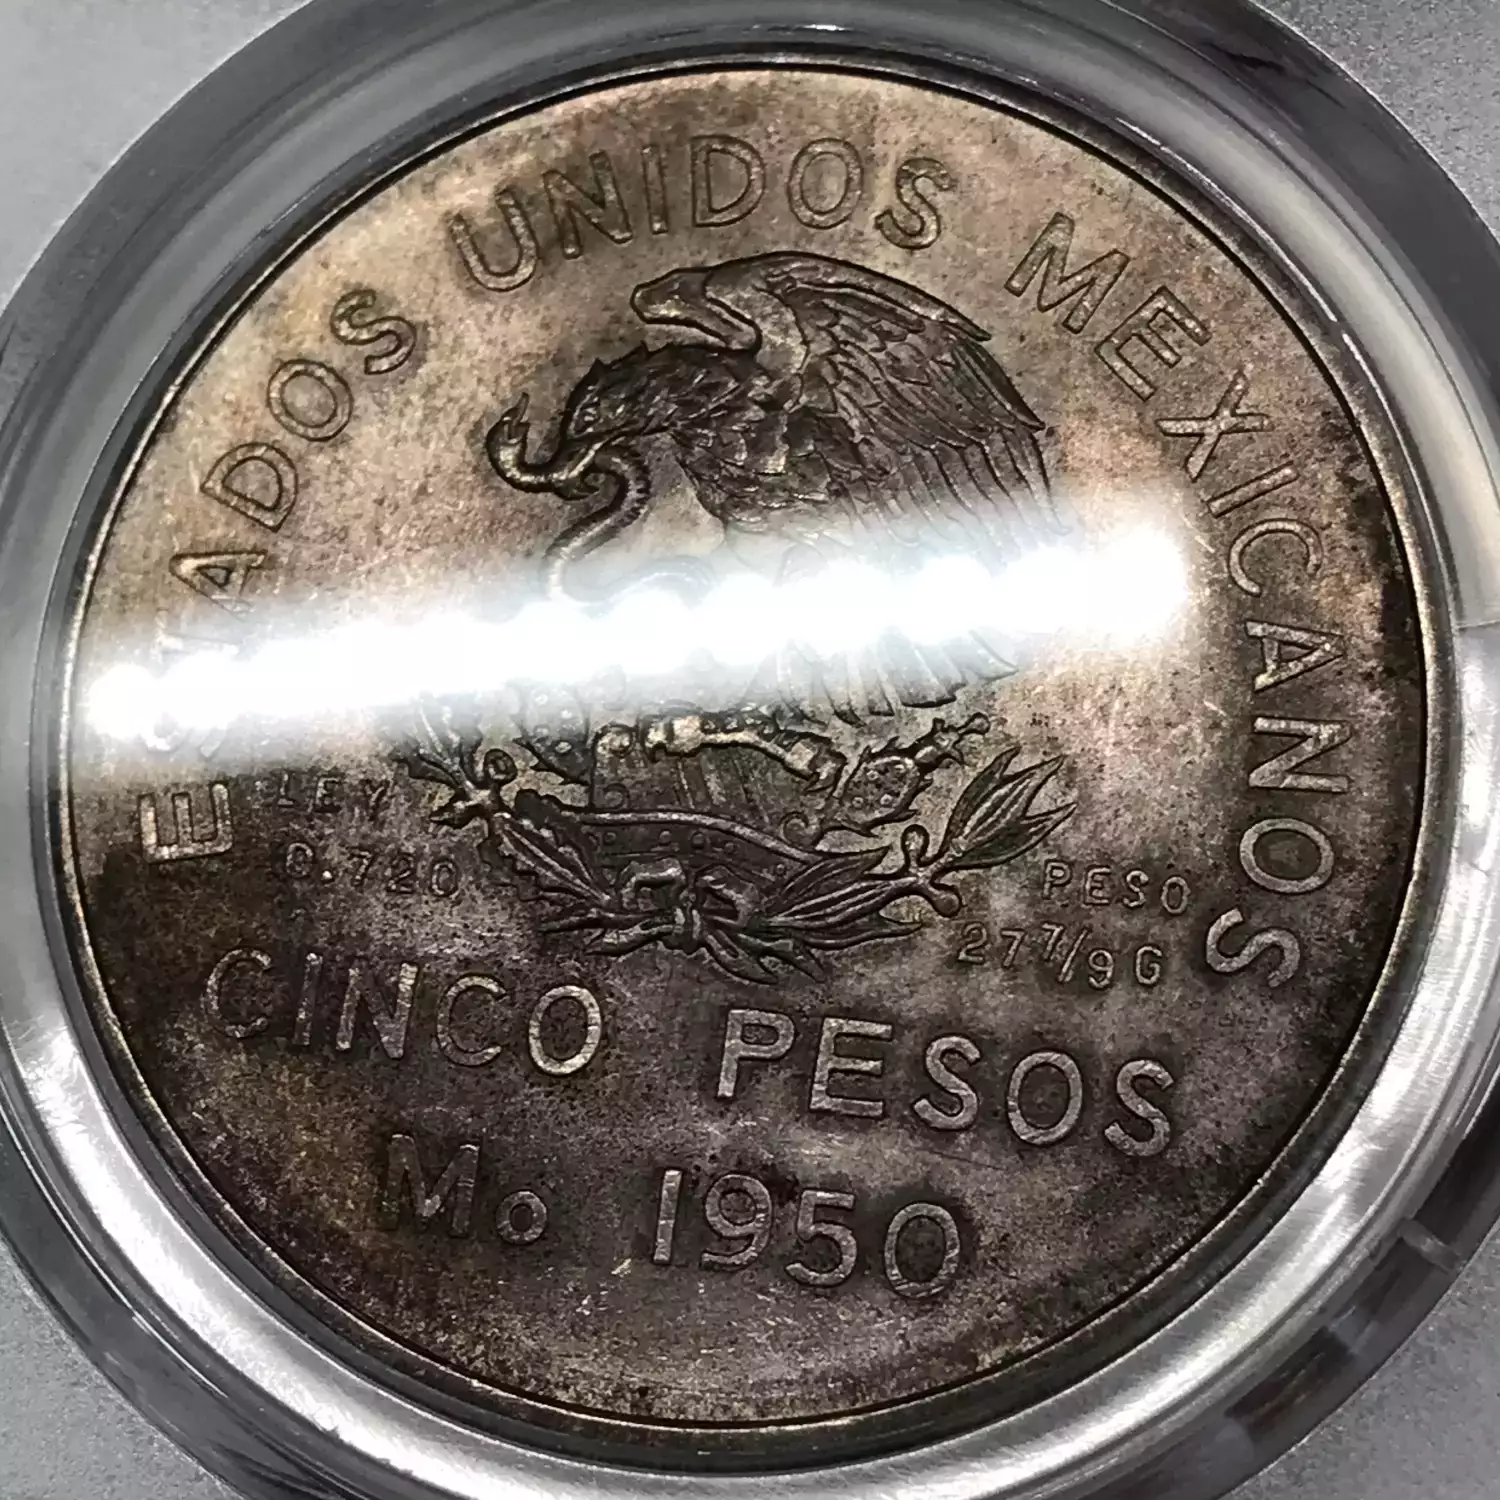 ESTADOS UNIDOS MEXICANOS
LEY
0.720
PESO
27 7/9 G
CINCO PESOS
Mo 1950